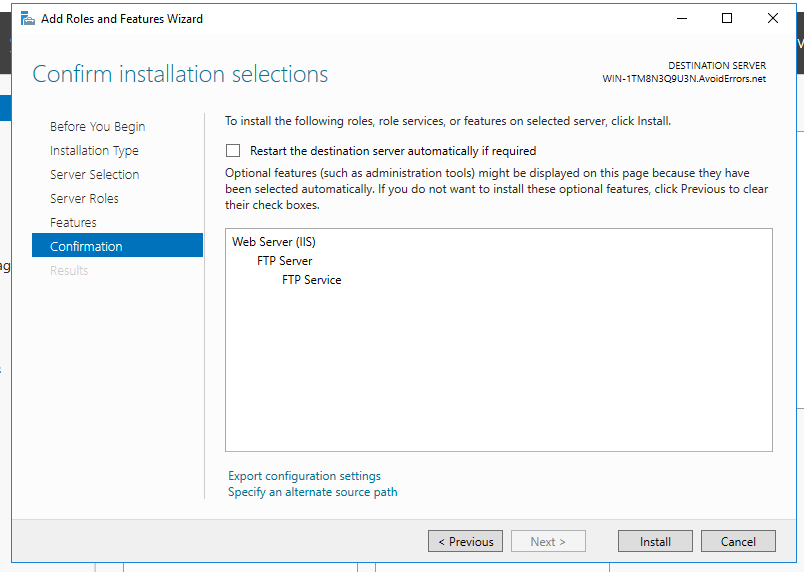 Add Roles and Features Wizard
Confirm installation selections
DESTINATION SERVER
WIN-1TM8N3Q9U3N.AvoidErrors.net
Before You Begin
Installation Type
Server Selection
Server Roles
Features
Confirmation
Results
To install the following roles, role services, or features on selected server, click Install.
Restart the destination server automatically if required
Optional features (such as administration tools) might be displayed on this page because they have
been selected automatically. If you do not want to install these optional features, click Previous to clear
their check boxes.
Web Server (IIS)
FTP Server
FTP Service
Export configuration settings
Specify an alternate source path
< Previous
Next >
Install
Cancel